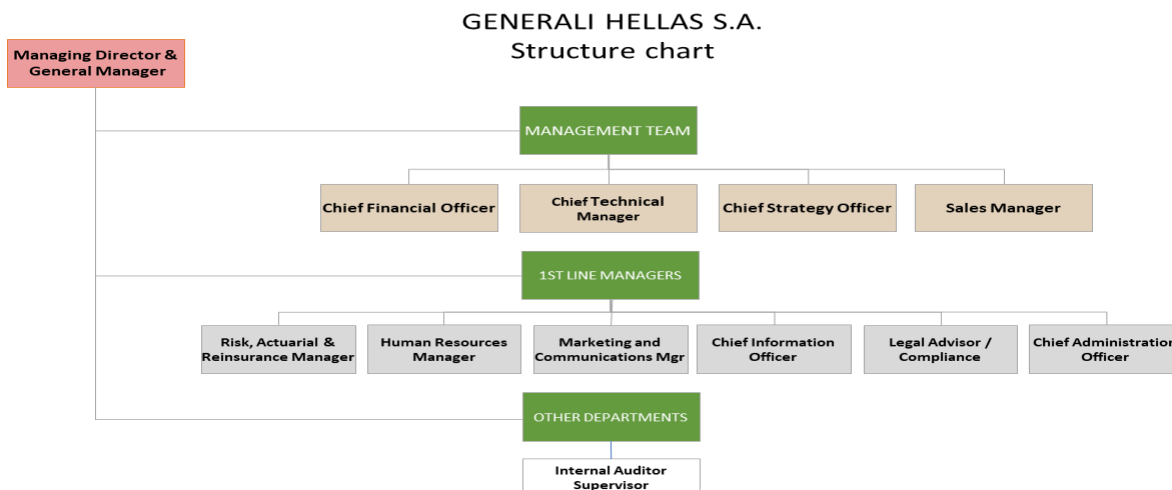 GENERALI HELLAS S.A.
Structure chart
Managing Director &
General Manager
MANAGEMENT TEAM
Chief Financial Officer
Chief Technical
Manager
Chief Strategy Officer
Sales Manager
1ST LINE MANAGERS
Risk, Actuarial &
Reinsurance Manager
Human Resources
Manager
Marketing and
Communications Mgr
Chief Information
Officer
Legal Advisor /
Compliance
Chief Administration
Officer
OTHER DEPARTMENTS
Internal Auditor
Supervisor